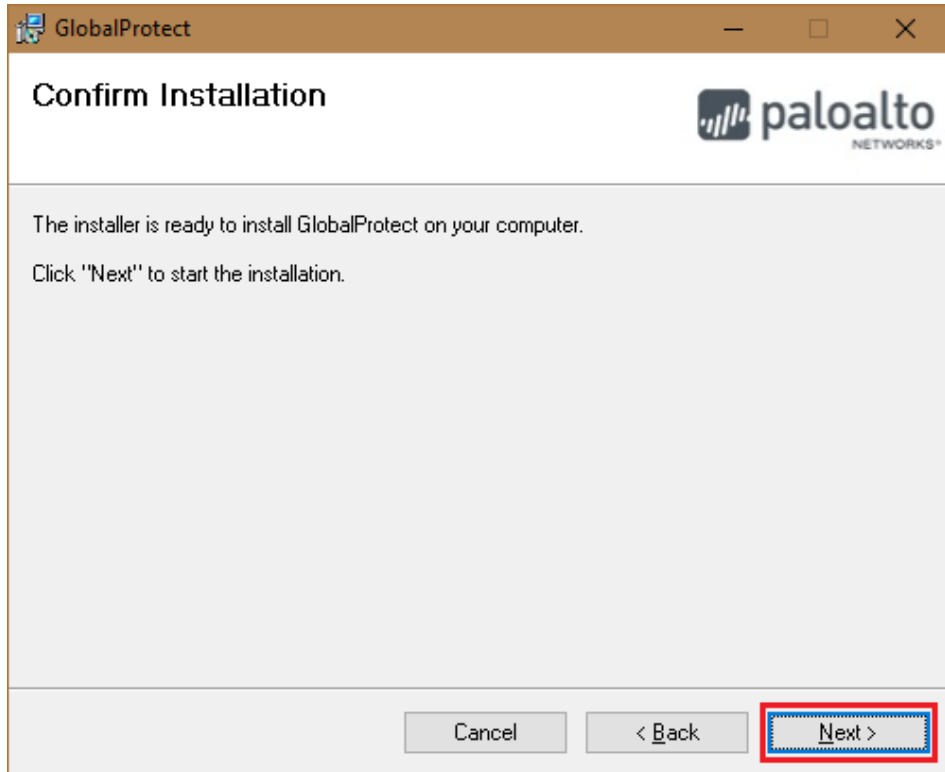 GlobalProtect
Confirm Installation
paloalto
NETWORKS®
The installer is ready to install GlobalProtect on your computer.
Click "Next" to start the installation.
Cancel
< Back
Next >